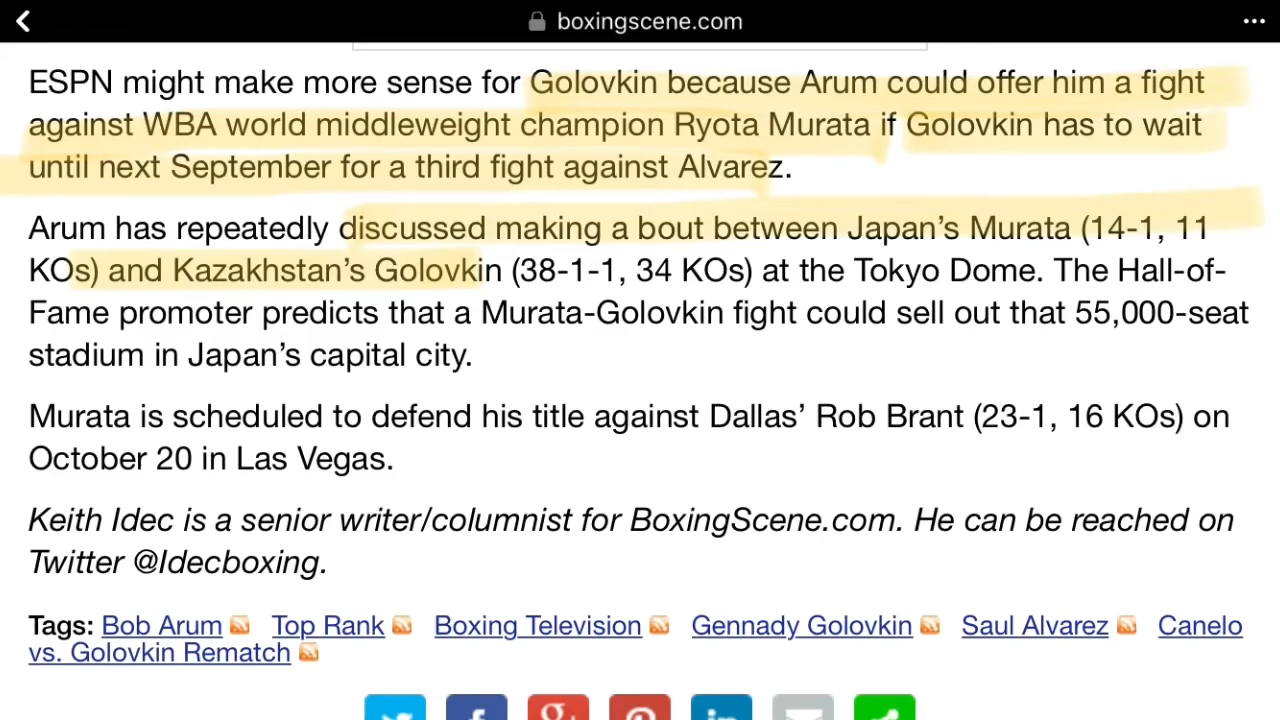 boxingscene.com
ESPN might make more sense for Golovkin because Arum could offer him a fight
against WBA world middleweight champion Ryota Murata if Golovkin has to wait
until next September for a third fight against Alvarez.
Arum has repeatedly discussed making a bout between Japan’s Murata (14-1, 11
KOs) and Kazakhstan’s Golovkin (38-1-1, 34 KOs) at the Tokyo Dome. The Hall-of-
Fame promoter predicts that a Murata-Golovkin fight could sell out that 55,000-seat
stadium in Japan’s capital city.
Murata is scheduled to defend his title against Dallas’ Rob Brant (23-1, 16 KOs) on
October 20 in Las Vegas.
Keith Idec is a senior writer/columnist for BoxingScene.com. He can be reached on
Twitter @Idecboxing.
Tags: Bob Arum Top Rank Boxing Television Gennady Golovkin Saul Alvarez Canelo
vs. Golovkin Rematch